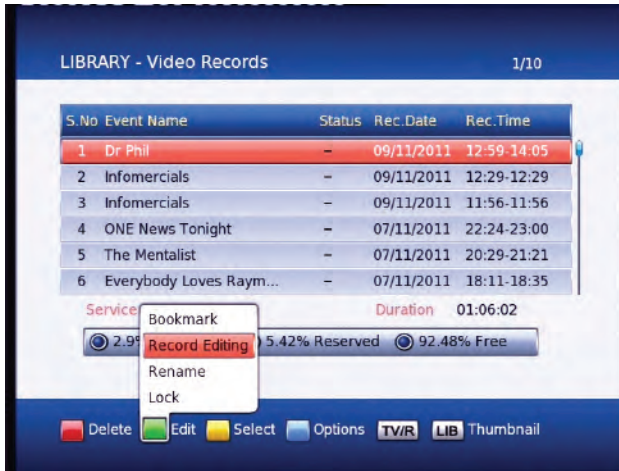 LIBRARY - Video Records 1/10
S.No Event Name Status Rec.Date Rec.Time
1 Dr Phil – 09/11/2011 12:59-14:05
2 Infomercials – 09/11/2011 12:29-12:29
3 Infomercials – 09/11/2011 11:56-11:56
4 ONE News Tonight – 07/11/2011 22:24-23:00
5 The Mentalist – 07/11/2011 20:29-21:21
6 Everybody Loves Raym... – 07/11/2011 18:11-18:35
Service Duration 01:06:02
Bookmark
2.9 Record Editing 5.42% Reserved 92.48% Free
Rename
Lock
Delete Edit Select Options TV/R LIB Thumbnail